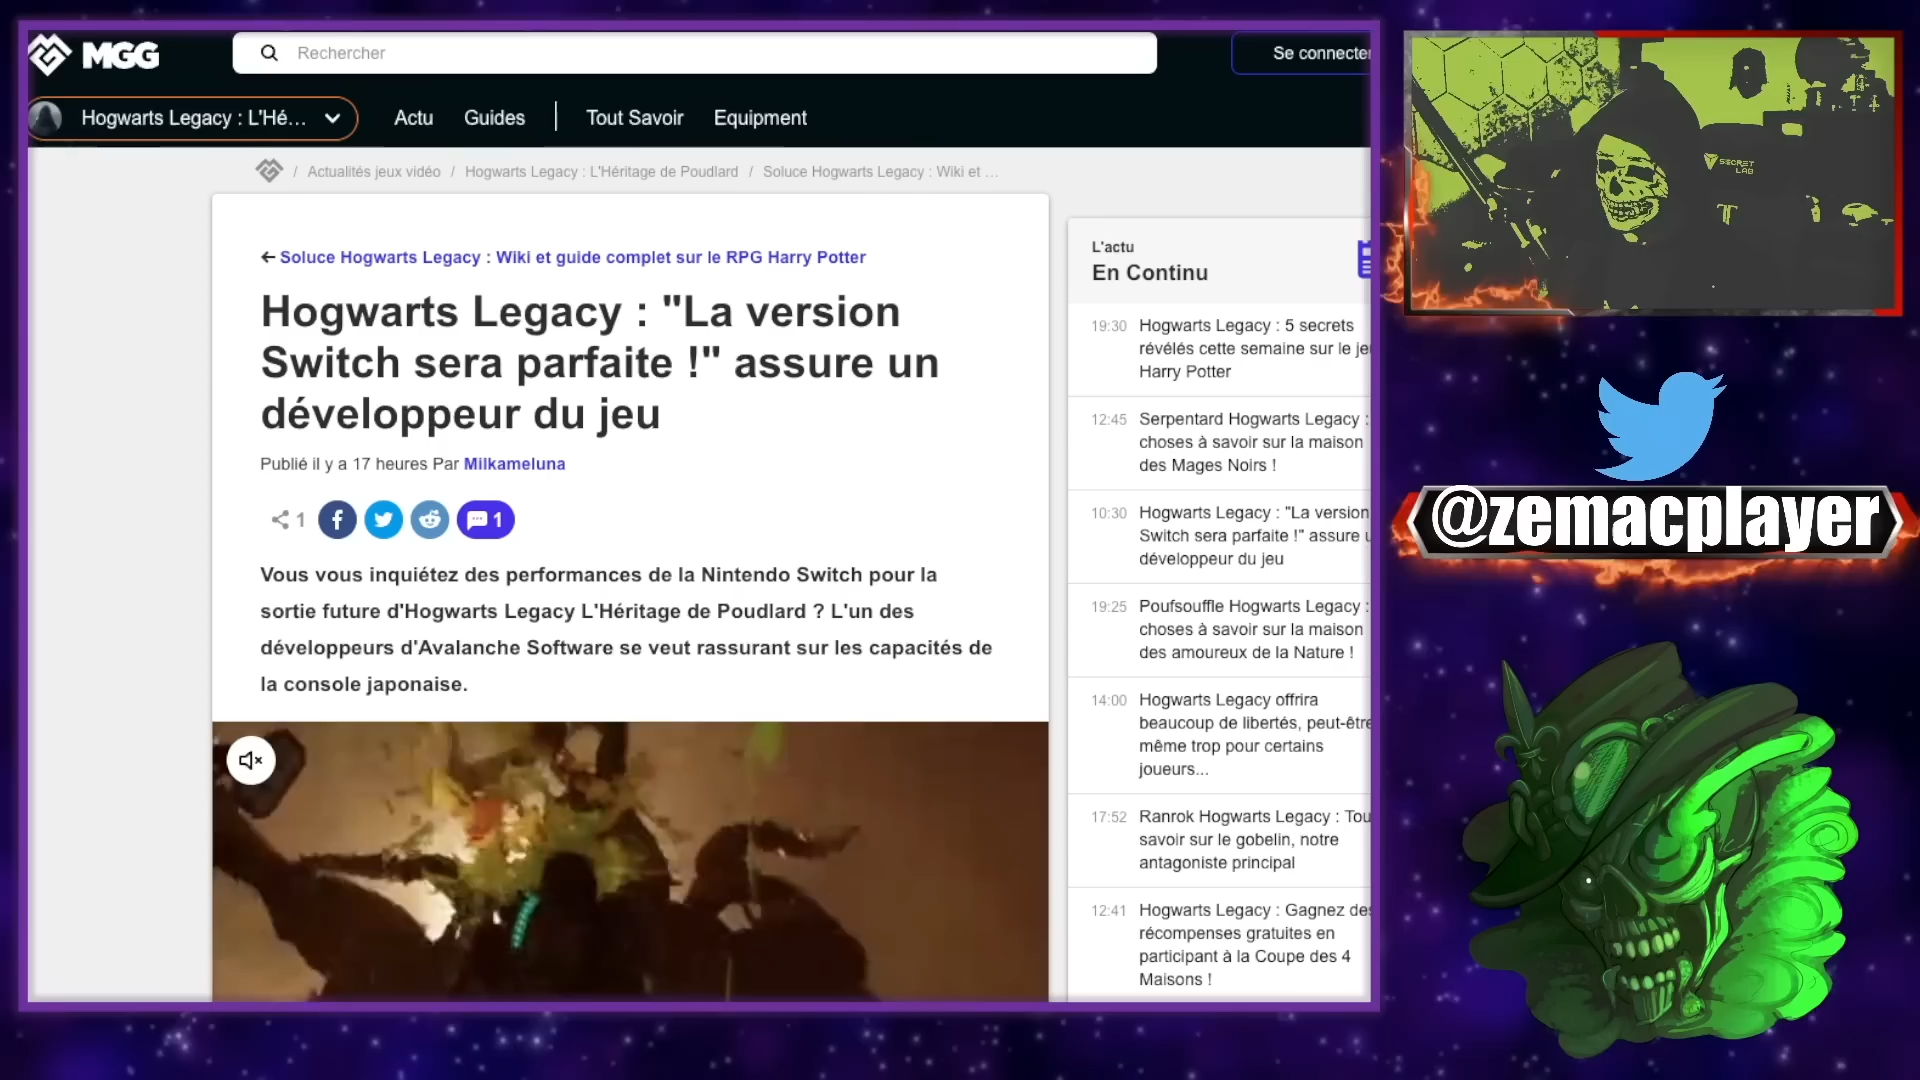 MGG
Rechercher
Se connecter
Hogwarts Legacy : L'Hé...
Actu
Guides
Tout Savoir
Equipment
/ Actualités jeux vidéo / Hogwarts Legacy : L'Héritage de Poudlard / Soluce Hogwarts Legacy : Wiki et ...
← Soluce Hogwarts Legacy : Wiki et guide complet sur le RPG Harry Potter
Hogwarts Legacy : "La version
Switch sera parfaite !" assure un
développeur du jeu
Publié il y a 17 heures Par Milkameluna
1
1
Vous vous inquiétez des performances de la Nintendo Switch pour la
sortie future d'Hogwarts Legacy L'Héritage de Poudlard ? L'un des
développeurs d'Avalanche Software se veut rassurant sur les capacités de
la console japonaise.
L'actu
En Continu
19:30 Hogwarts Legacy : 5 secrets
révélés cette semaine sur le je
Harry Potter
12:45 Serpentard Hogwarts Legacy :
choses à savoir sur la maison
des Mages Noirs !
10:30 Hogwarts Legacy : "La version
Switch sera parfaite !" assure u
développeur du jeu
19:25 Poufsouffle Hogwarts Legacy :
choses à savoir sur la maison
des amoureux de la Nature !
14:00 Hogwarts Legacy offrira
beaucoup de libertés, peut-être
même trop pour certains
joueurs...
17:52 Ranrok Hogwarts Legacy : Tou
savoir sur le gobelin, notre
antagoniste principal
12:41 Hogwarts Legacy : Gagnez des
récompenses gratuites en
participant à la Coupe des 4
Maisons !
SECRET
LAB
@zemacplayer